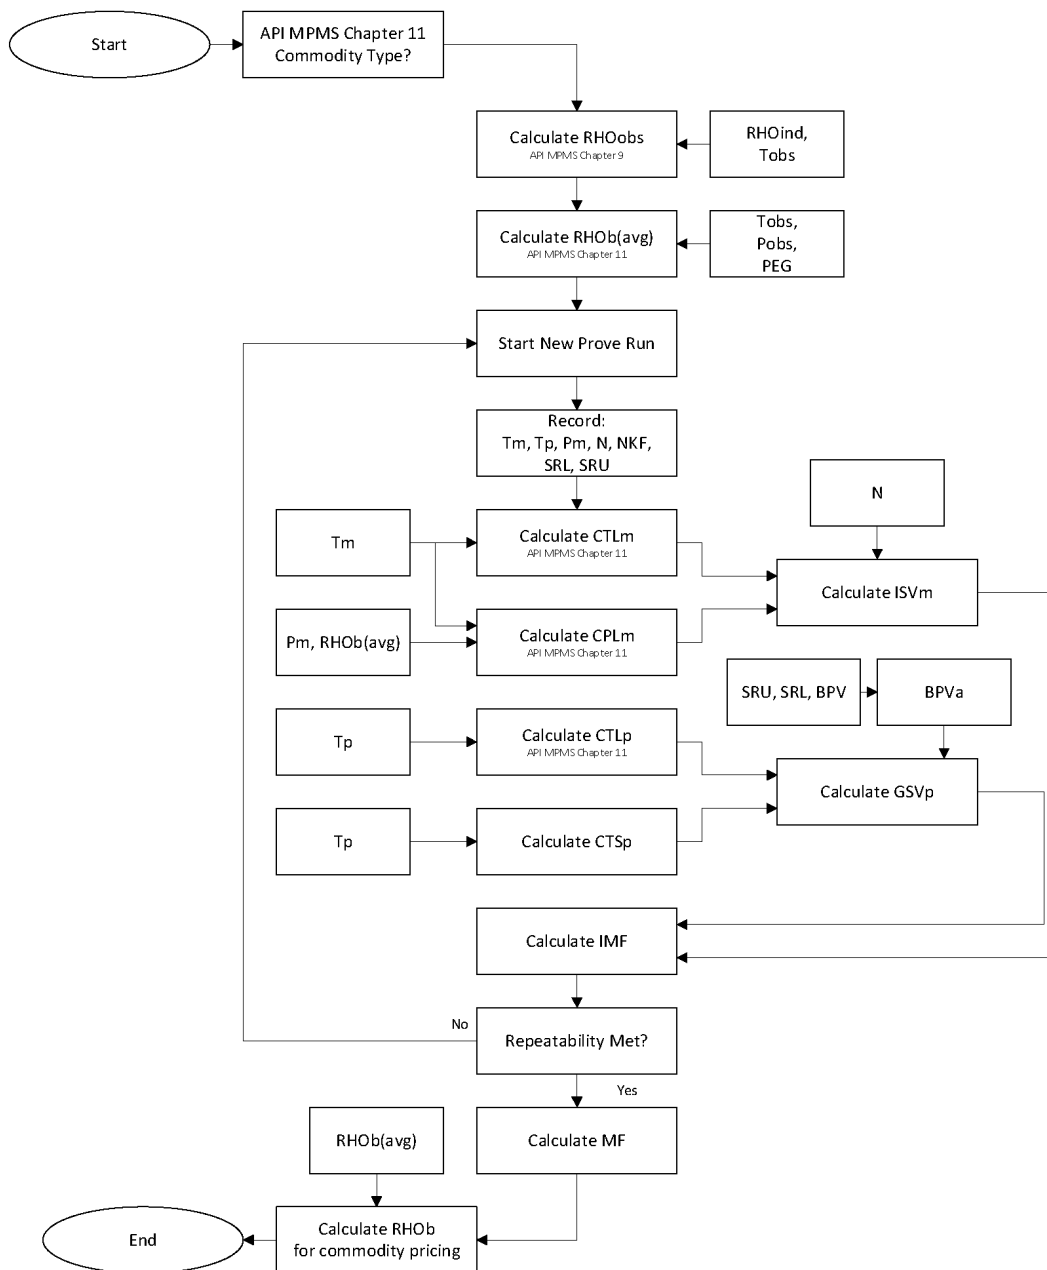 Start
API MPMS Chapter 11
Commodity Type?
Calculate RHOobs
API MPMS Chapter 9
RHOind,
Tobs
Calculate RHOb(avg)
API MPMS Chapter 11
Tobs,
Pobs,
PEG
Start New Prove Run
Record:
Tm, Tp, Pm, N, NKF,
SRL, SRU
N
Tm
Calculate CTLm
API MPMS Chapter 11
Calculate ISVm
Pm, RHOb(avg)
Calculate CPLm
API MPMS Chapter 11
SRU, SRL, BPV
BPVa
Tp
Calculate CTLp
API MPMS Chapter 11
Calculate GSVp
Tp
Calculate CTSp
Calculate IMF
No
Repeatability Met?
Yes
RHOb(avg)
Calculate MF
End
Calculate RHOb
for commodity pricing